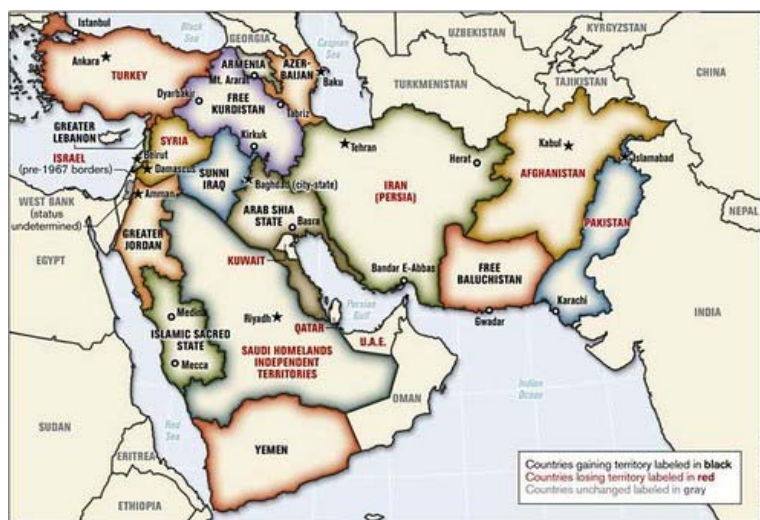 Istanbul
Black
Sea
GEORGIA
Caspian
Sea
UZBEKISTAN
KYRGYZSTAN
Ankara
TURKEY
ARMENIA
Mt. Ararat
AZER-
BAIJAN
Baku
TURKMENISTAN
TAJIKISTAN
CHINA
Dyarbakir
FREE
KURDISTAN
Tabriz
GREATER
LEBANON
SYRIA
Kirkuk
Tehran
Herat
Kabul
Islamabad
ISRAEL
(pre-1967 borders)
Beirut
Damascus
SUNNI
IRAQ
Baghdad (city-state)
IRAN
(PERSIA)
AFGHANISTAN
WEST BANK
(status
undetermined)
Amman
ARAB SHIA
STATE
Basra
PAKISTAN
NEPAL
GREATER
JORDAN
EGYPT
KUWAIT
Bandar E-Abbas
FREE
BALUCHISTAN
Karachi
INDIA
Medina
ISLAMIC SACRED
STATE
Mecca
Riyadh
Persian
Gulf
QATAR
U.A.E.
Gwadar
SAUDI HOMELANDS
INDEPENDENT
TERRITORIES
OMAN
Indian
Ocean
SUDAN
Red
Sea
YEMEN
ERITREA
ETHIOPIA
Countries gaining territory labeled in black
Countries losing territory labeled in red
Countries unchanged labeled in gray